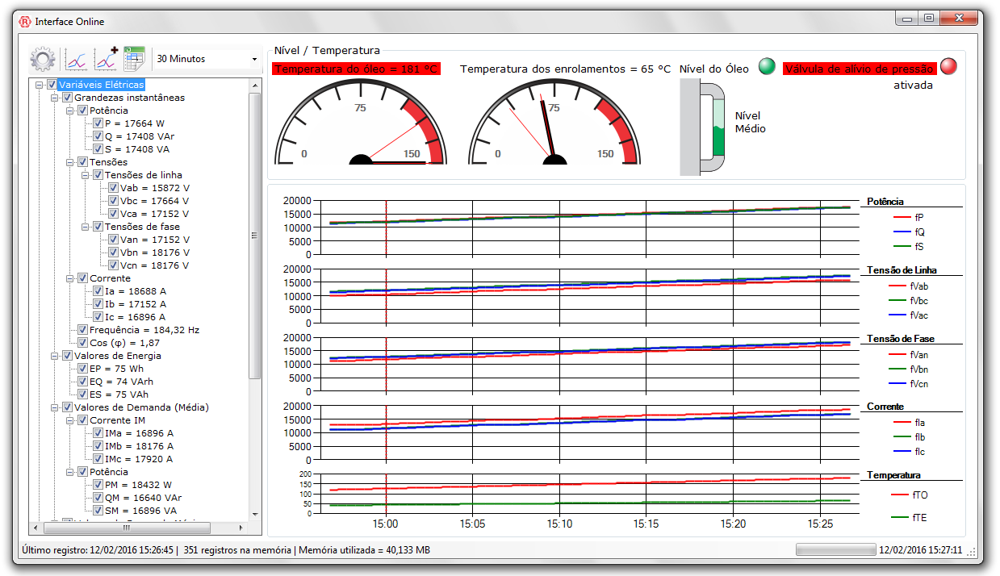 Interface Online
30 Minutos
Variáveis Elétricas
Grandezas instantâneas
Potência
P = 17664 W
Q = 17408 VAr
S = 17408 VA
Tensões
Tensões de linha
Vab = 15872 V
Vbc = 17664 V
Vca = 17152 V
Tensões de fase
Van = 17152 V
Vbn = 18176 V
Vcn = 18176 V
Corrente
Ia = 18688 A
Ib = 17152 A
Ic = 16896 A
Frequência = 184,32 Hz
Cos (φ) = 1,87
Valores de Energia
EP = 75 Wh
EQ = 74 VArh
ES = 75 VAh
Valores de Demanda (Média)
Corrente IM
IMa = 16896 A
IMb = 18176 A
IMc = 17920 A
Potência
PM = 18432 W
QM = 16640 VAr
SM = 16896 VA
Nível / Temperatura
Temperatura do óleo = 181 ºC
0 75 150
Temperatura dos enrolamentos = 65 ºC
0 75 150
Nível do Óleo
Nível
Médio
Válvula de alívio de pressão
ativada
20000
15000
10000
5000
0
Potência
fP
fQ
fS
20000
15000
10000
5000
0
Tensão de Linha
fVab
fVbc
fVac
20000
15000
10000
5000
0
Tensão de Fase
fVan
fVbn
fVcn
20000
15000
10000
5000
0
Corrente
fIa
fIb
fIc
200
150
100
50
0
Temperatura
fTO
fTE
15:00 15:05 15:10 15:15 15:20 15:25
Último registro: 12/02/2016 15:26:45 | 351 registros na memória | Memória utilizada = 40,133 MB
12/02/2016 15:27:11